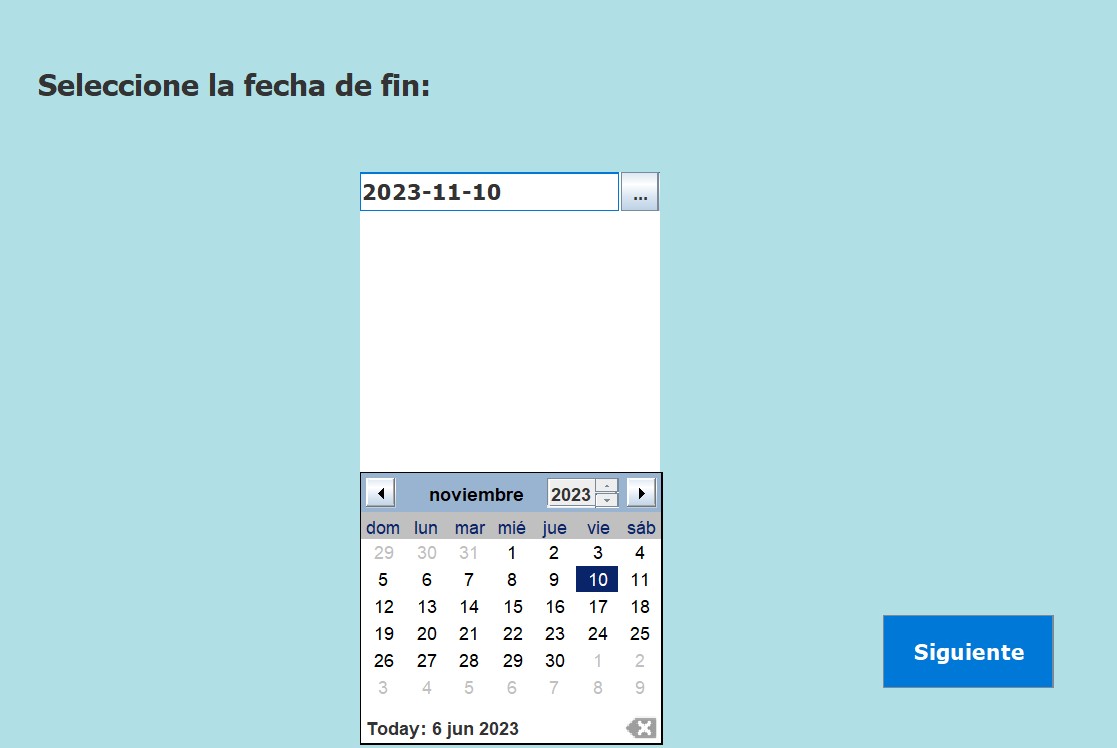 Seleccione la fecha de fin:
2023-11-10 ...
noviembre 2023
dom lun mar mié jue vie sáb
29 30 31 1 2 3 4
5 6 7 8 9 10 11
12 13 14 15 16 17 18
19 20 21 22 23 24 25
26 27 28 29 30 1 2
3 4 5 6 7 8 9
Today: 6 jun 2023
Siguiente